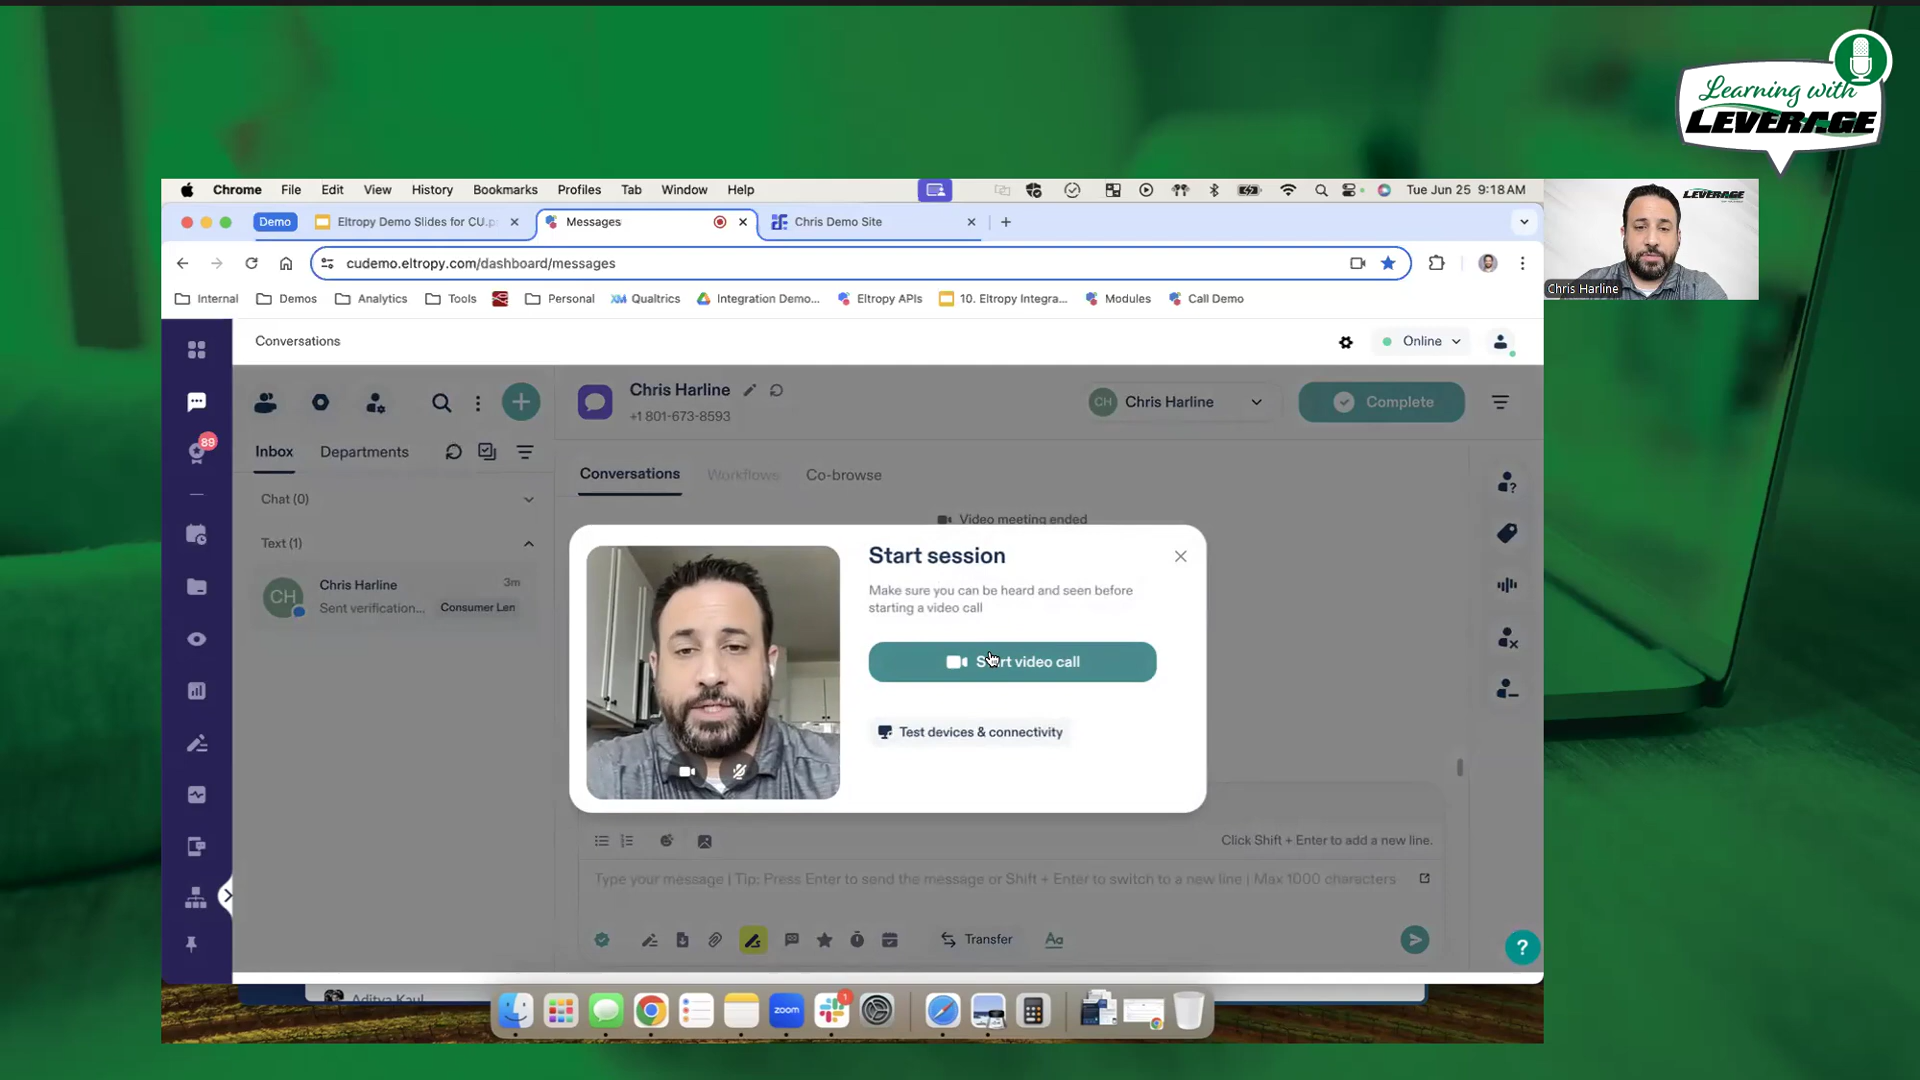 Learning with
LEVERAGE
Chrome File Edit View History Bookmarks Profiles Tab Window Help
Tue Jun 25 9:18 AM
Demo
Eltropy Demo Slides for CU.p
Messages
Chris Demo Site
cudemo.eltropy.com/dashboard/messages
Internal Demos Analytics Tools Personal Qualtrics Integration Demo... Eltropy APIs 10. Eltropy Integra... Modules Call Demo
LEVERAGE
Chris Harline
Conversations
Online
Chris Harline
+1 801-673-8593
CH Chris Harline
Complete
89
Inbox Departments
Conversations Workflows Co-browse
Chat (0)
Video meeting ended
Text (1)
CH
Chris Harline 3m
Sent verification... Consumer Len
Start session
Make sure you can be heard and seen before
starting a video call
Start video call
Test devices & connectivity
Click Shift + Enter to add a new line.
Type your message | Tip: Press Enter to send the message or Shift + Enter to switch to a new line | Max 1000 characters
Transfer
Aa
?
Aditya Kaul
zoom
1